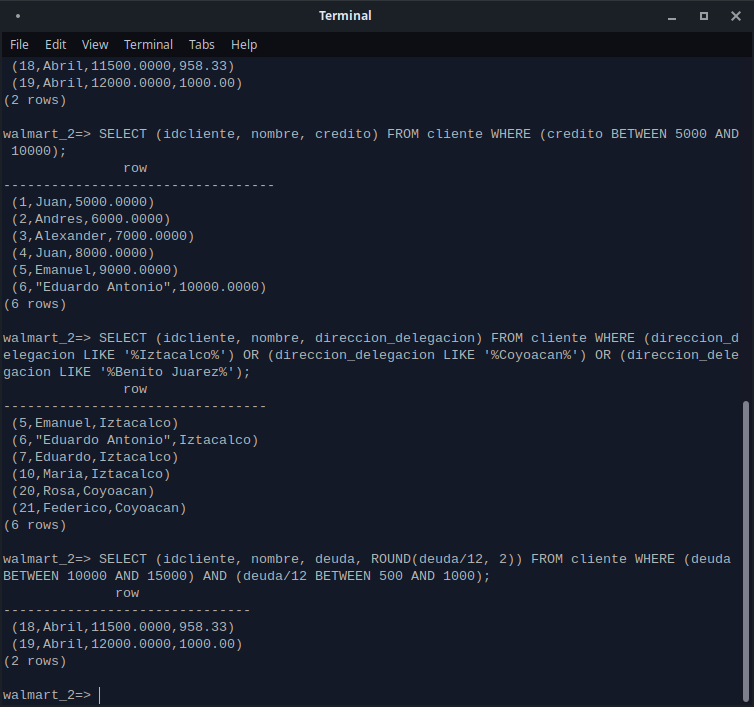 Terminal
File Edit View Terminal Tabs Help
(18,Abril,11500.0000,958.33)
(19,Abril,12000.0000,1000.00)
(2 rows)
walmart_2=> SELECT (idcliente, nombre, credito) FROM cliente WHERE (credito BETWEEN 5000 AND
10000);
row
----------------------------------
(1,Juan,5000.0000)
(2,Andres,6000.0000)
(3,Alexander,7000.0000)
(4,Juan,8000.0000)
(5,Emanuel,9000.0000)
(6,"Eduardo Antonio",10000.0000)
(6 rows)
walmart_2=> SELECT (idcliente, nombre, direccion_delegacion) FROM cliente WHERE (direccion_d
elegacion LIKE '%Iztacalco%') OR (direccion_delegacion LIKE '%Coyoacan%') OR (direccion_dele
gacion LIKE '%Benito Juarez%');
row
---------------------------------
(5,Emanuel,Iztacalco)
(6,"Eduardo Antonio",Iztacalco)
(7,Eduardo,Iztacalco)
(10,Maria,Iztacalco)
(20,Rosa,Coyoacan)
(21,Federico,Coyoacan)
(6 rows)
walmart_2=> SELECT (idcliente, nombre, deuda, ROUND(deuda/12, 2)) FROM cliente WHERE (deuda
BETWEEN 10000 AND 15000) AND (deuda/12 BETWEEN 500 AND 1000);
row
-------------------------------
(18,Abril,11500.0000,958.33)
(19,Abril,12000.0000,1000.00)
(2 rows)
walmart_2=>